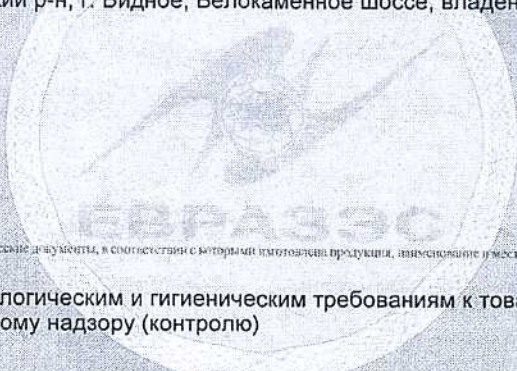 кий р-н, г. Видное, Белокаменное шоссе, владен
ЕВРАЗЭС
еские документы, в соответствии с которыми изготовлена продукция, наименование и мест
логическим и гигиеническим требованиям к това
ому надзору (контролю)